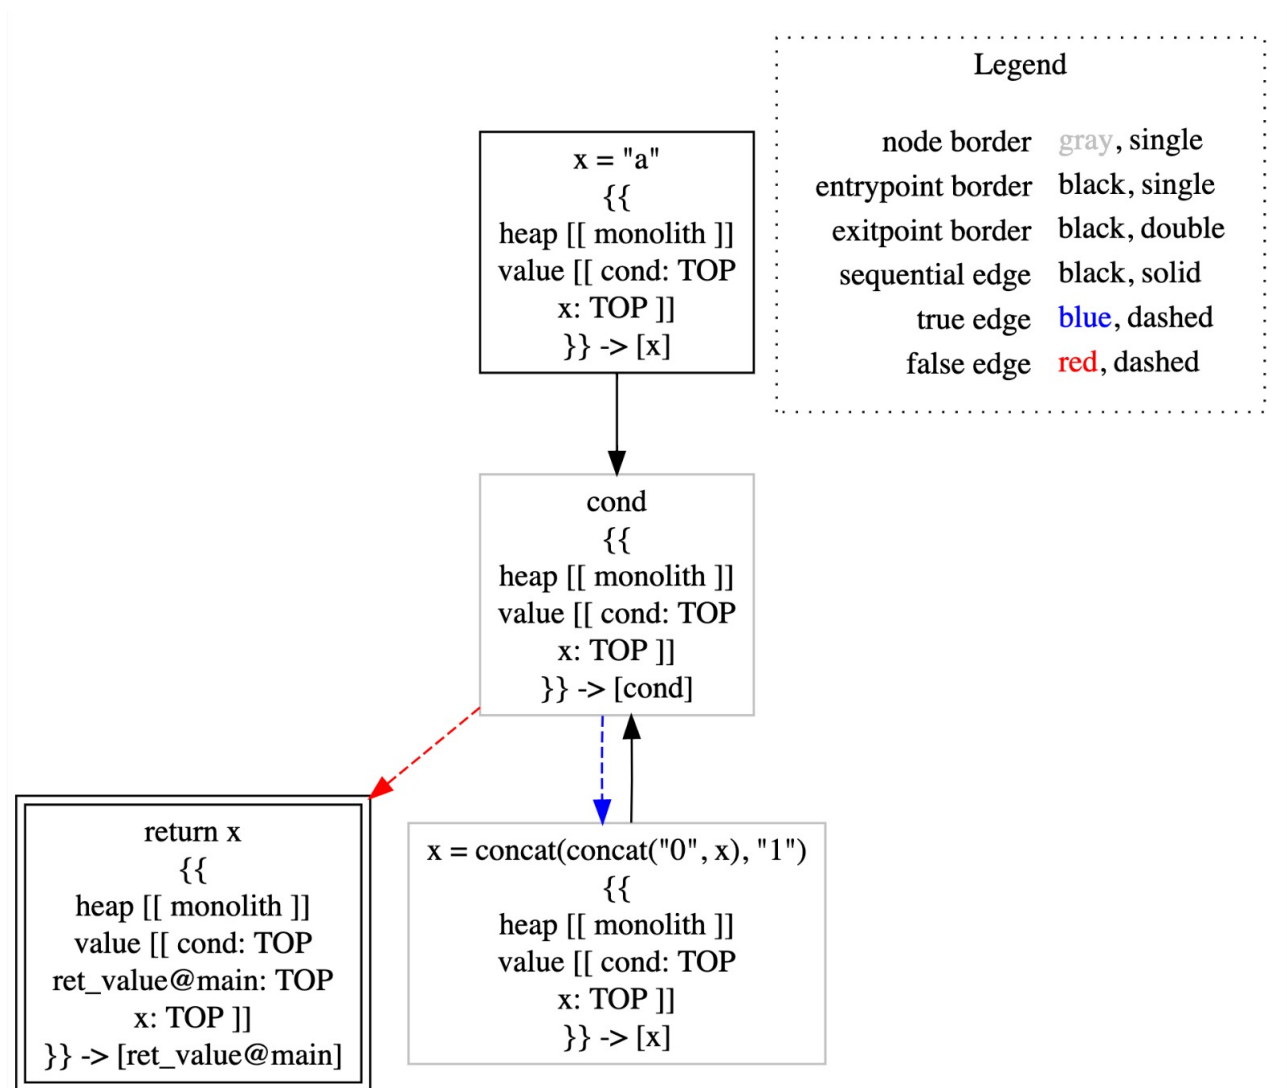 Legend
node border gray, single
entrypoint border black, single
exitpoint border black, double
sequential edge black, solid
true edge blue, dashed
false edge red, dashed
x = "a"
{{
heap [[ monolith ]]
value [[ cond: TOP
x: TOP ]]
}} -> [x]
cond
{{
heap [[ monolith ]]
value [[ cond: TOP
x: TOP ]]
}} -> [cond]
return x
{{
heap [[ monolith ]]
value [[ cond: TOP
ret_value@main: TOP
x: TOP ]]
}} -> [ret_value@main]
x = concat(concat("0", x), "1")
{{
heap [[ monolith ]]
value [[ cond: TOP
x: TOP ]]
}} -> [x]